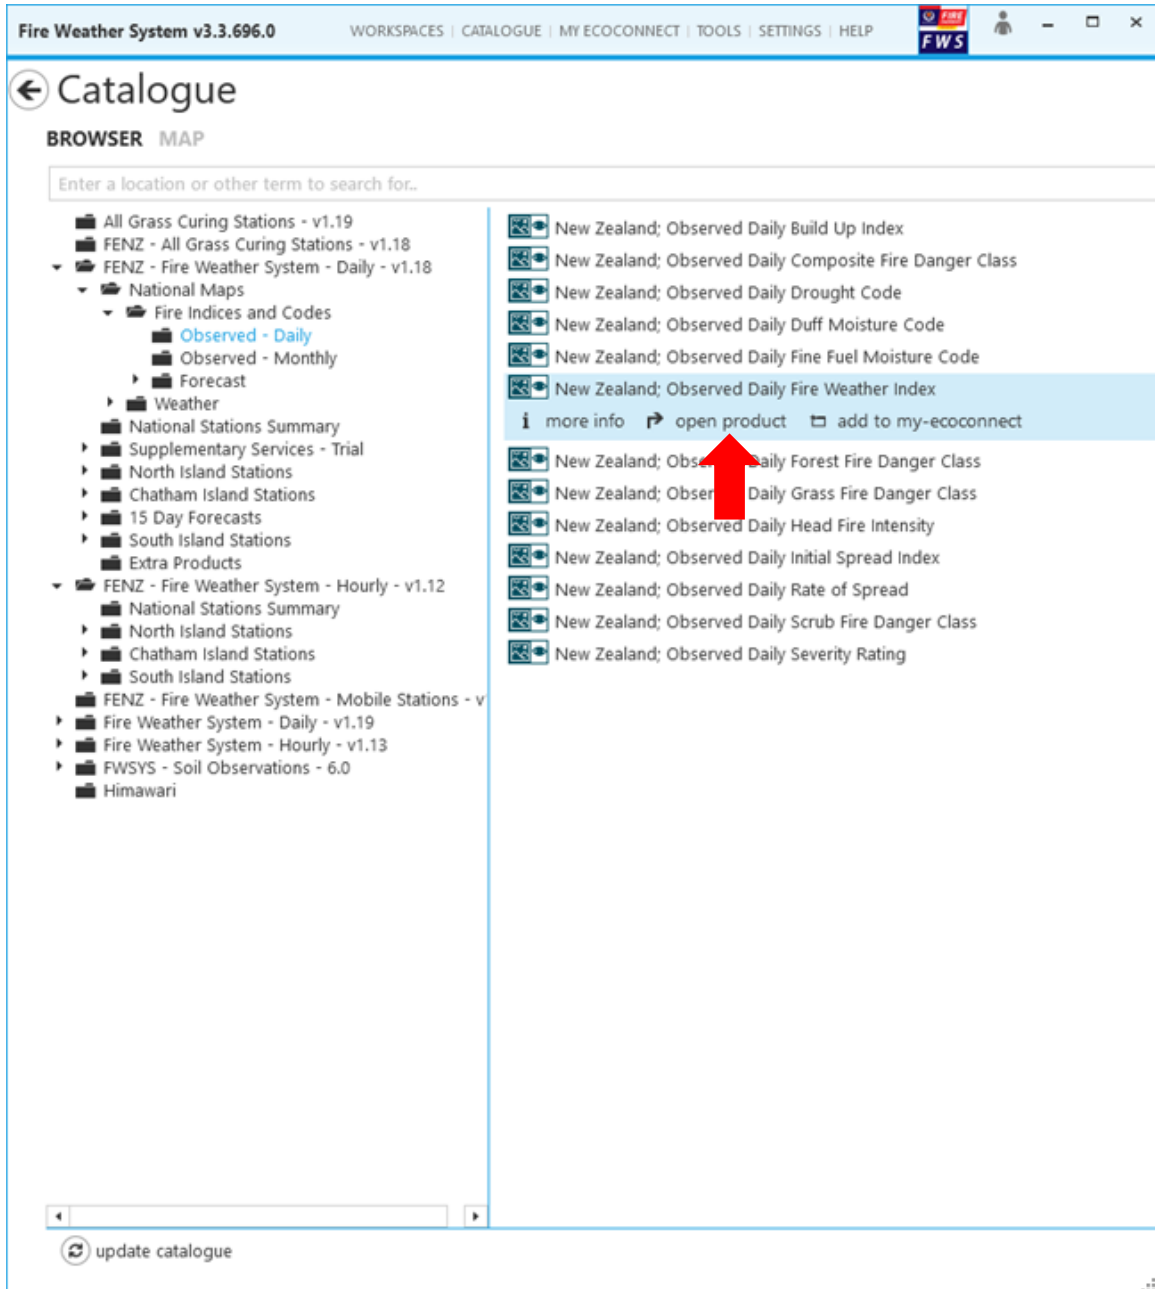 Fire Weather System v3.3.696.0
WORKSPACES | CATALOGUE | MY ECOCONNECT | TOOLS | SETTINGS | HELP
FIRE
FWS
Catalogue
BROWSER MAP
Enter a location or other term to search for..
All Grass Curing Stations - v1.19
FENZ - All Grass Curing Stations - v1.18
FENZ - Fire Weather System - Daily - v1.18
National Maps
Fire Indices and Codes
Observed - Daily
Observed - Monthly
Forecast
Weather
National Stations Summary
Supplementary Services - Trial
North Island Stations
Chatham Island Stations
15 Day Forecasts
South Island Stations
Extra Products
FENZ - Fire Weather System - Hourly - v1.12
National Stations Summary
North Island Stations
Chatham Island Stations
South Island Stations
FENZ - Fire Weather System - Mobile Stations - v
Fire Weather System - Daily - v1.19
Fire Weather System - Hourly - v1.13
FWSYS - Soil Observations - 6.0
Himawari
New Zealand; Observed Daily Build Up Index
New Zealand; Observed Daily Composite Fire Danger Class
New Zealand; Observed Daily Drought Code
New Zealand; Observed Daily Duff Moisture Code
New Zealand; Observed Daily Fine Fuel Moisture Code
New Zealand; Observed Daily Fire Weather Index
i more info open product add to my-ecoconnect
New Zealand; Obse Daily Forest Fire Danger Class
New Zealand; Obser Daily Grass Fire Danger Class
New Zealand; Obser Daily Head Fire Intensity
New Zealand; Observed Daily Initial Spread Index
New Zealand; Observed Daily Rate of Spread
New Zealand; Observed Daily Scrub Fire Danger Class
New Zealand; Observed Daily Severity Rating
update catalogue